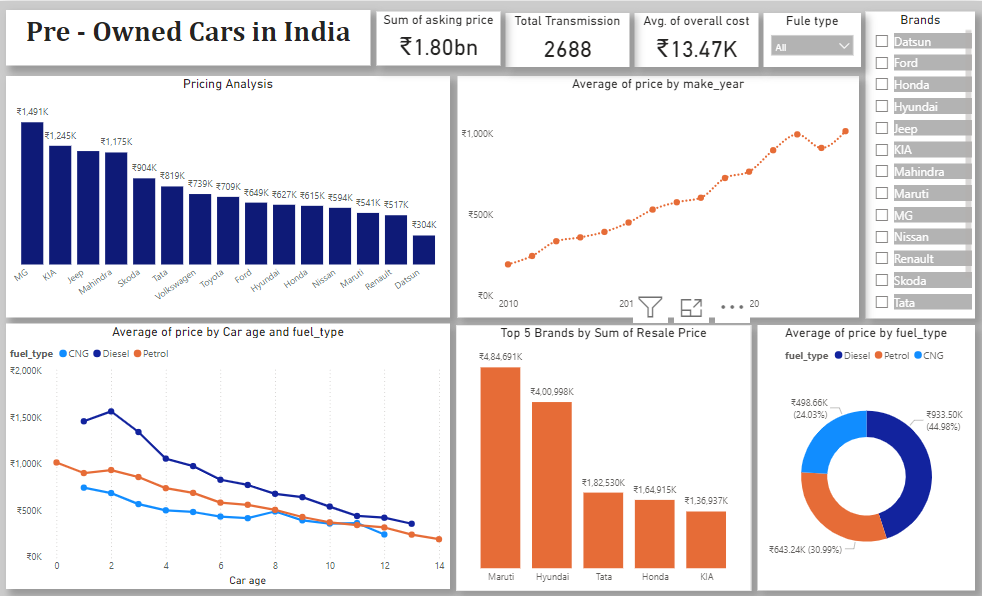 Pre - Owned Cars in India
Sum of asking price
₹1.80bn
Total Transmission
2688
Avg. of overall cost
₹13.47K
Fule type
All
Brands
Datsun
Ford
Honda
Hyundai
Jeep
KIA
Mahindra
Maruti
MG
Nissan
Renault
Skoda
Tata
Pricing Analysis
₹1,491K
₹1,245K
₹1,175K
₹904K
₹819K
₹739K
₹709K
₹649K
₹627K
₹615K
₹594K
₹541K
₹517K
₹304K
MG
KIA
Jeep
Mahindra
Skoda
Tata
Volkswagen
Toyota
Ford
Hyundai
Honda
Nissan
Maruti
Renault
Datsun
Average of price by make_year
₹1,000K
₹500K
₹0K
2010
201
20
Average of price by Car age and fuel_type
fuel_type CNG Diesel Petrol
₹2,000K
₹1,500K
₹1,000K
₹500K
₹0K
0 2 4 6 8 10 12 14
Car age
Top 5 Brands by Sum of Resale Price
₹4,84,691K
₹4,00,998K
₹1,82,530K
₹1,64,915K
₹1,36,937K
Maruti Hyundai Tata Honda KIA
Average of price by fuel_type
fuel_type Diesel Petrol CNG
₹498.66K
(24.03%)
₹933.50K
(44.98%)
₹643.24K (30.99%)